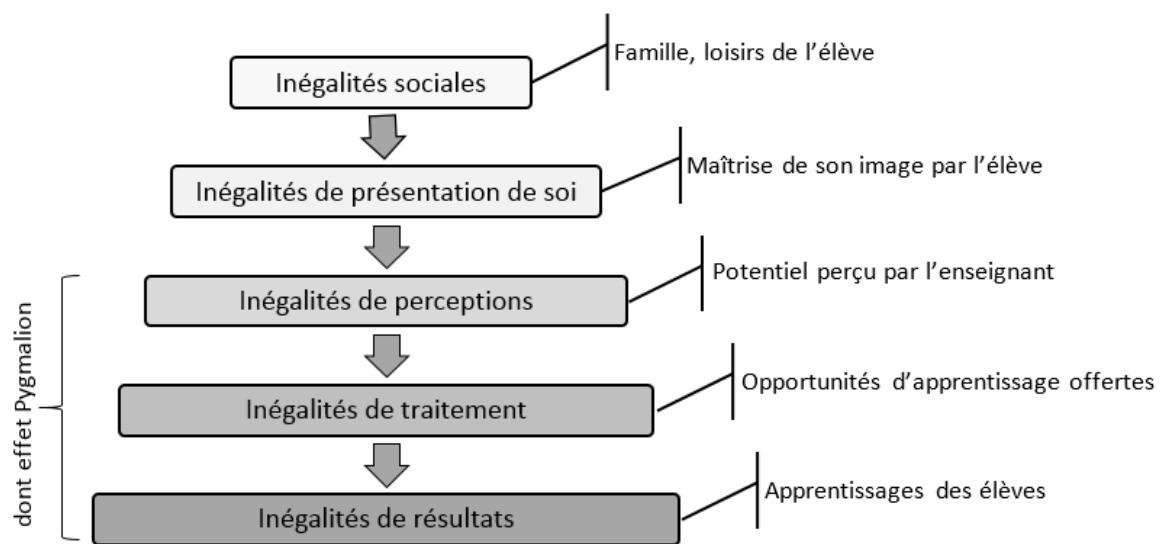 Famille, loisirs de l’élève
Inégalités sociales
Maîtrise de son image par l’élève
Inégalités de présentation de soi
Potentiel perçu par l’enseignant
Inégalités de perceptions
Opportunités d’apprentissage offertes
Inégalités de traitement
Apprentissages des élèves
Inégalités de résultats
dont effet Pygmalion